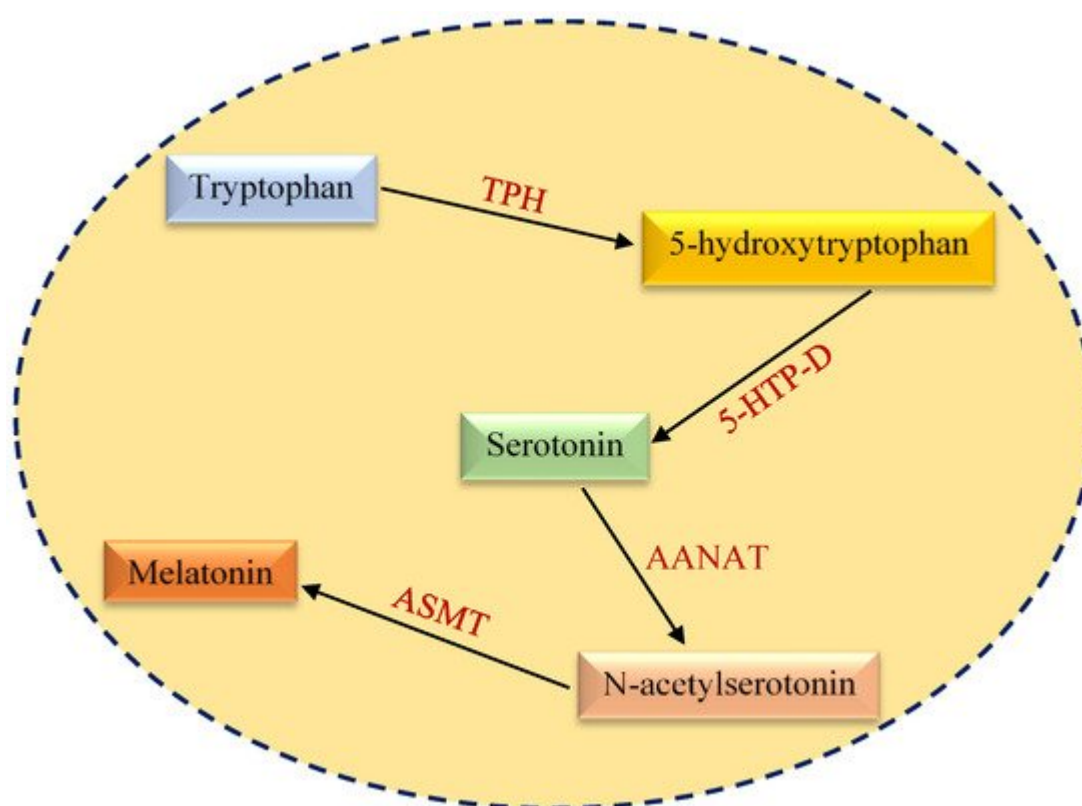 Tryptophan
TPH
5-hydroxytryptophan
5-HTP-D
Serotonin
AANAT
Melatonin
ASMT
N-acetylserotonin